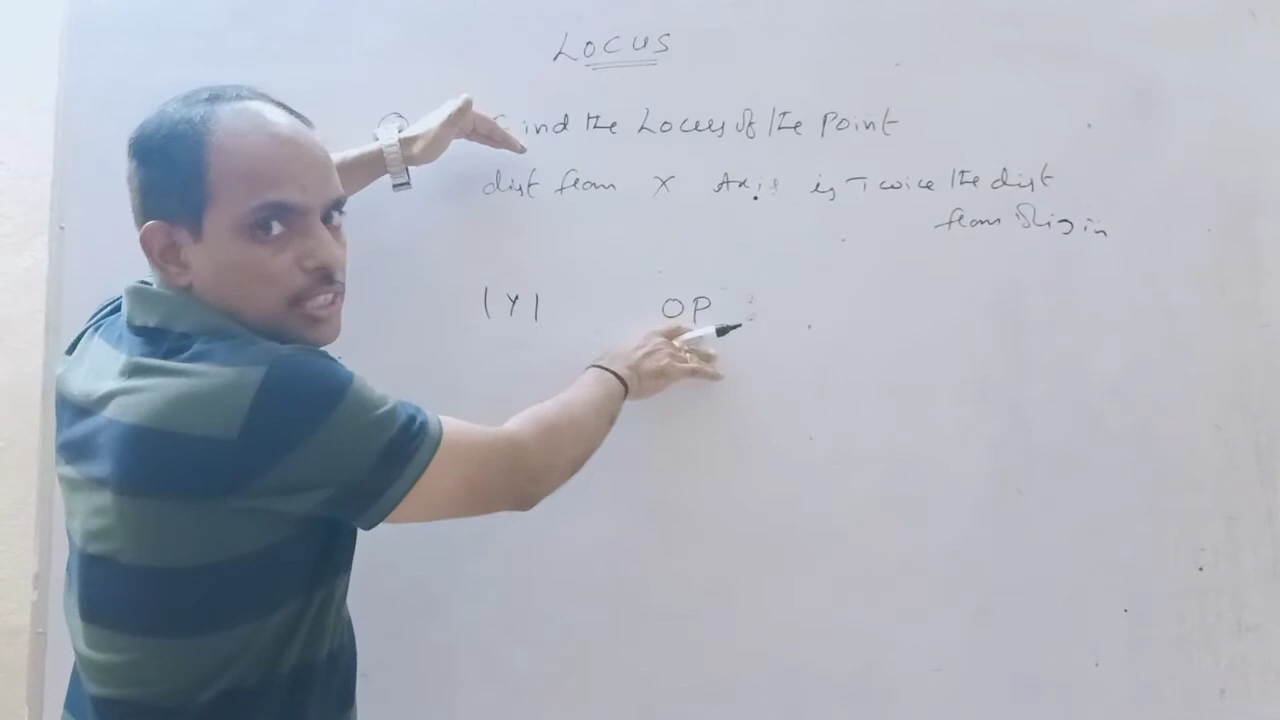 LOCUS
Find the Locus of the Point
dist from X Axis is Twice the dist
from Origin
|Y| OP